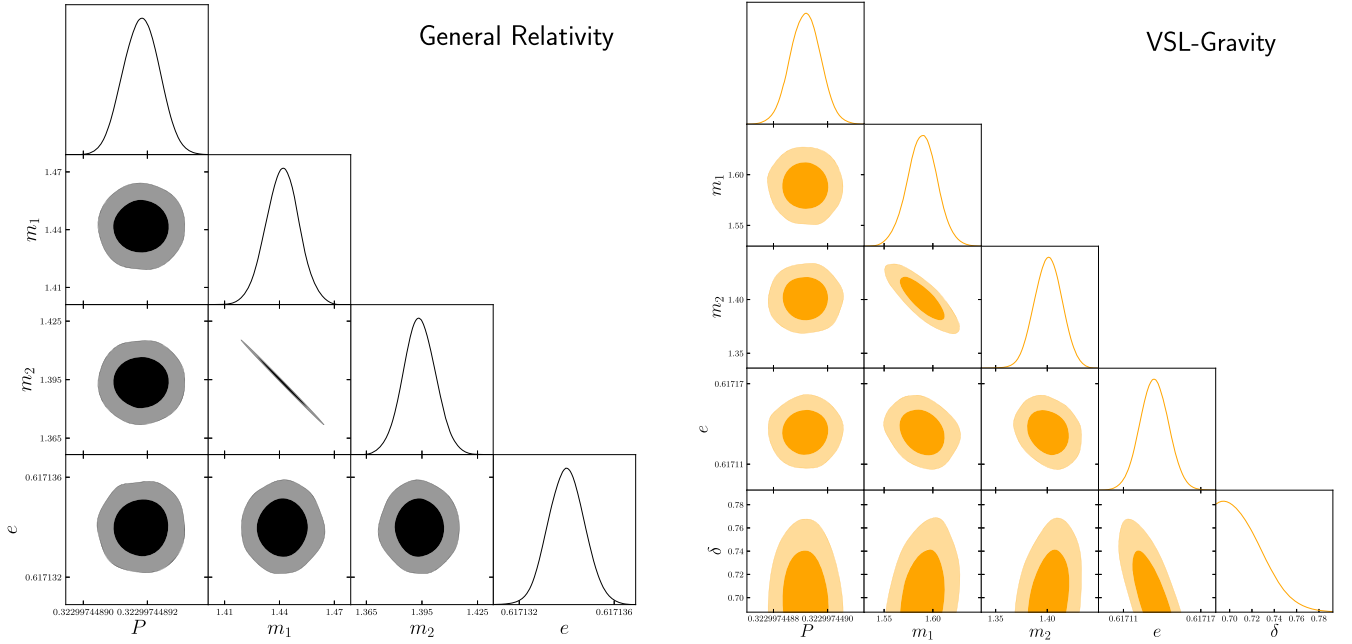 General Relativity
m₁
1.47
1.44
1.41
m₂
1.425
1.395
1.365
e
0.617136
0.617132
0.32299744890 0.32299744892
1.41 1.44 1.47
1.365 1.395 1.425
0.617132 0.617136
P m₁ m₂ e
VSL-Gravity
m₁
1.60
1.55
m₂
1.40
1.35
e
0.61717
0.61711
δ
0.78
0.76
0.74
0.72
0.70
0.3229974488 0.3229974490
1.55 1.60
1.35 1.40
0.61711 0.61717
0.70 0.72 0.74 0.76 0.78
P m₁ m₂ e δ